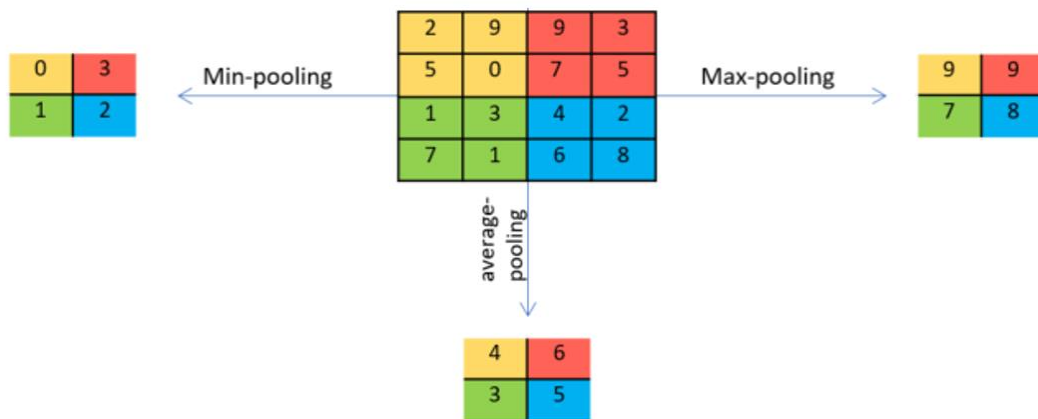 2 9 9 3
5 0 7 5
1 3 4 2
7 1 6 8
Min-pooling
0 3
1 2
Max-pooling
9 9
7 8
average-
pooling
4 6
3 5